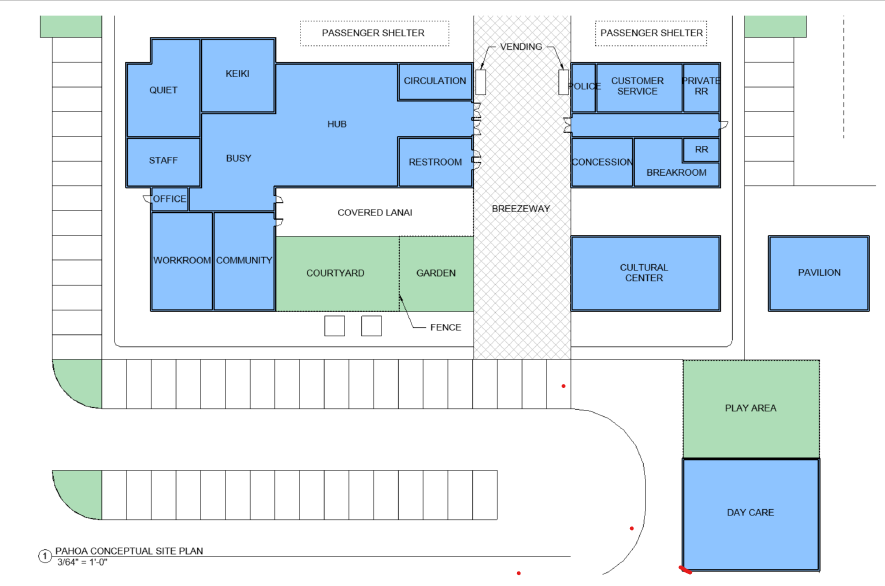 PASSENGER SHELTER
PASSENGER SHELTER
VENDING
KEIKI
CIRCULATION
QUIET
POLICE
CUSTOMER
SERVICE
PRIVATE
RR
HUB
STAFF
BUSY
RESTROOM
CONCESSION
RR
BREAKROOM
OFFICE
COVERED LANAI
BREEZEWAY
WORKROOM
COMMUNITY
COURTYARD
GARDEN
CULTURAL
CENTER
PAVILION
FENCE
PLAY AREA
DAY CARE
1
PAHOA CONCEPTUAL SITE PLAN
3/64" = 1'-0"